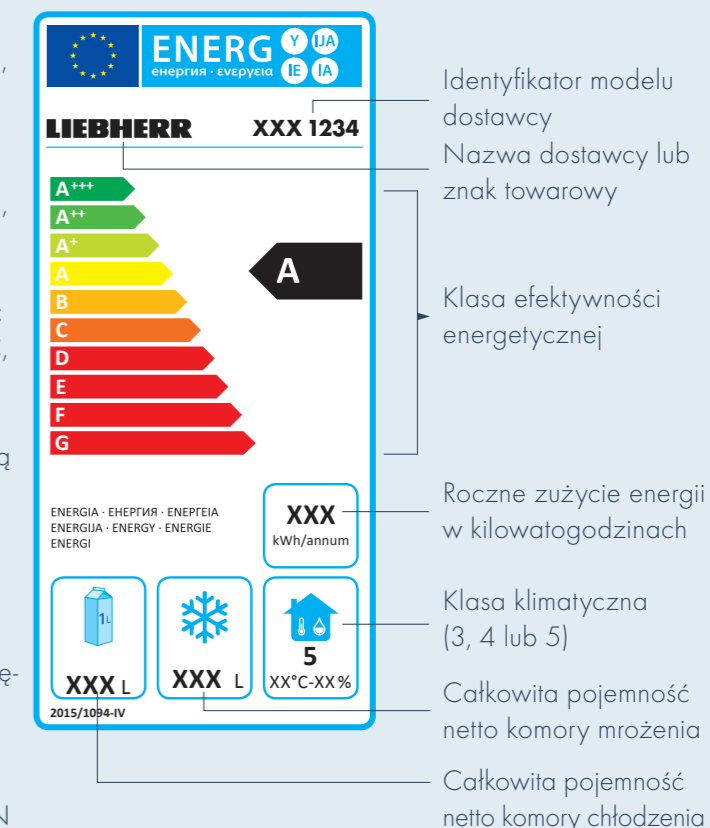 ENERG Y IJA
енергия · ενεργεια IE IA
LIEBHERR XXX 1234
A+++
A++
A+
A
B
C
D
E
F
G
A
ENERGIA · ЕНЕРГИЯ · ΕΝΕΡΓΕΙΑ
ENERGIJA · ENERGY · ENERGIE
ENERGI
XXX
kWh/annum
1L
XXX L
XXX L
5
XX°C-XX%
2015/1094-IV
Identyfikator modelu
dostawcy
Nazwa dostawcy lub
znak towarowy
Klasa efektywności
energetycznej
Roczne zużycie energii
w kilowatogodzinach
Klasa klimatyczna
(3, 4 lub 5)
Całkowita pojemność
netto komory mrożenia
Całkowita pojemność
netto komory chłodzenia